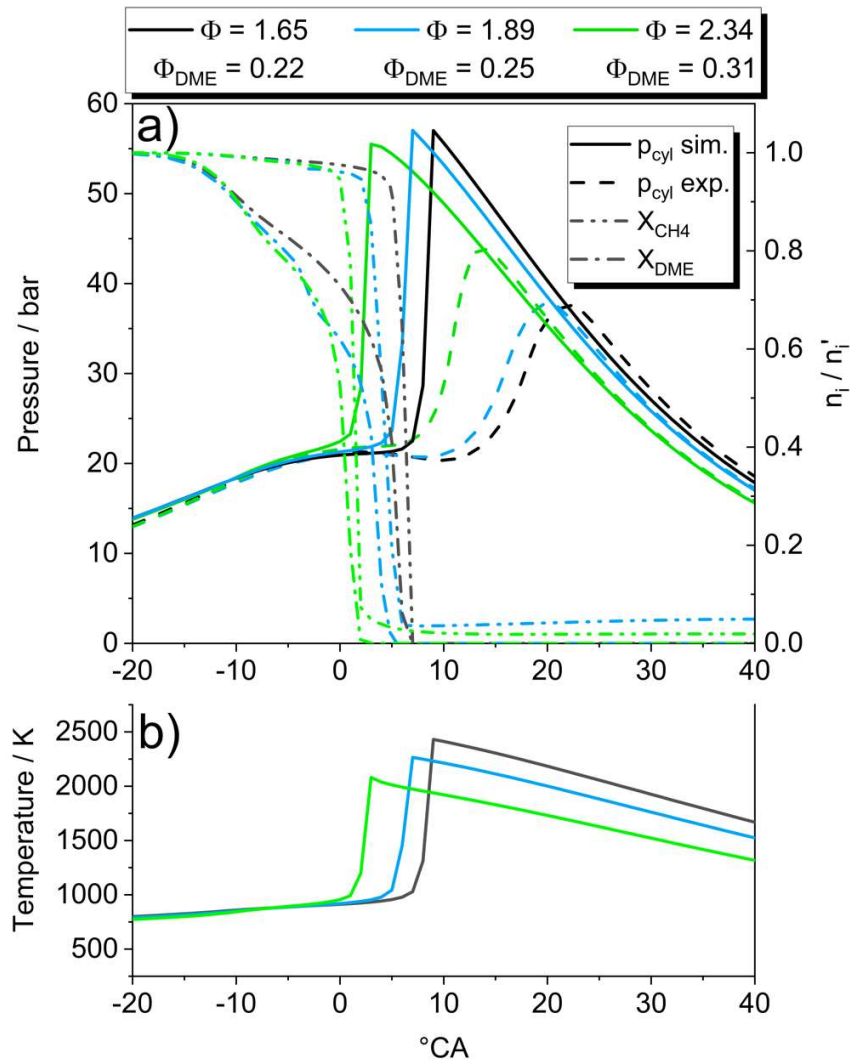 Φ = 1.65 Φ = 1.89 Φ = 2.34
Φ_DME = 0.22 Φ_DME = 0.25 Φ_DME = 0.31
a)
p_cyl sim.
p_cyl exp.
X_CH4
X_DME
Pressure / bar
60
50
40
30
20
10
0
n_i / n_i'
1.0
0.8
0.6
0.4
0.2
0.0
-20 -10 0 10 20 30 40
b)
Temperature / K
2500
2000
1500
1000
500
-20 -10 0 10 20 30 40
°CA